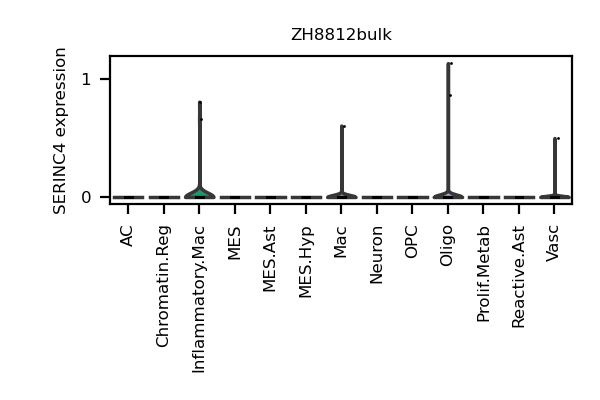 ZH8812bulk
SERINC4 expression
1
0
AC
Chromatin.Reg
Inflammatory.Mac
MES
MES.Ast
MES.Hyp
Mac
Neuron
OPC
Oligo
Prolif.Metab
Reactive.Ast
Vasc